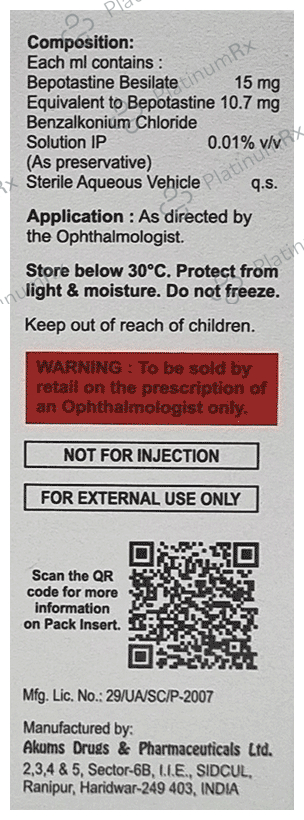 Composition:
Each ml contains :
Bepotastine Besilate 15 mg
Equivalent to Bepotastine 10.7 mg
Benzalkonium Chloride
Solution IP 0.01% v/v
(As preservative)
Sterile Aqueous Vehicle q.s.
Application : As directed by
the Ophthalmologist.
Store below 30°C. Protect from
light & moisture. Do not freeze.
Keep out of reach of children.
WARNING : To be sold by
retail on the prescription of
an Ophthalmologist only.
NOT FOR INJECTION
FOR EXTERNAL USE ONLY
Scan the QR
code for more
information
on Pack Insert.
Mfg. Lic. No.: 29/UA/SC/P-2007
Manufactured by:
Akums Drugs & Pharmaceuticals Ltd.
2,3,4 & 5, Sector-6B, I.I.E., SIDCUL,
Ranipur, Haridwar-249 403, INDIA
PlatinumRx
PlatinumRx